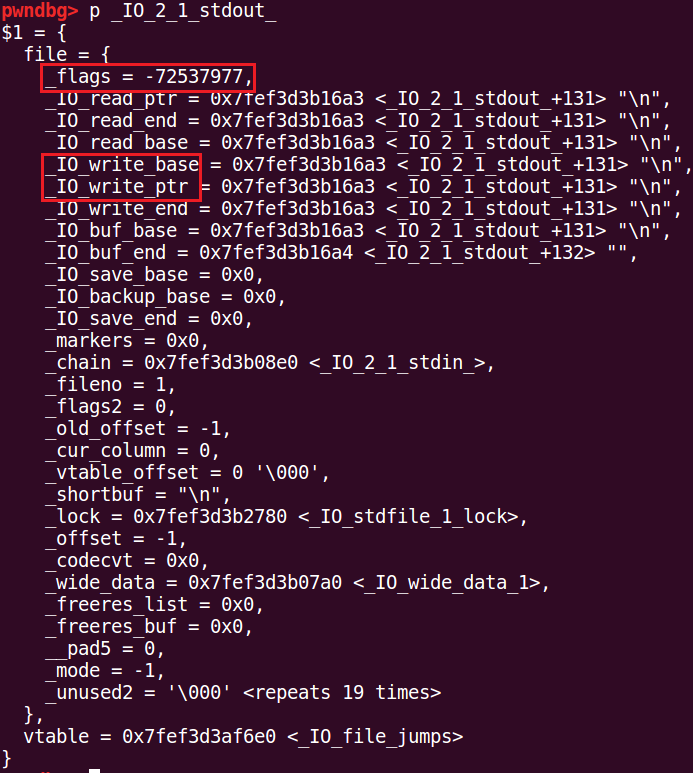 pwndbg> p _IO_2_1_stdout_
$1 = {
  file = {
    _flags = -72537977,
    _IO_read_ptr = 0x7fef3d3b16a3 <_IO_2_1_stdout_+131> "\n",
    _IO_read_end = 0x7fef3d3b16a3 <_IO_2_1_stdout_+131> "\n",
    _IO_read_base = 0x7fef3d3b16a3 <_IO_2_1_stdout_+131> "\n",
    _IO_write_base = 0x7fef3d3b16a3 <_IO_2_1_stdout_+131> "\n",
    _IO_write_ptr = 0x7fef3d3b16a3 <_IO_2_1_stdout_+131> "\n",
    _IO_write_end = 0x7fef3d3b16a3 <_IO_2_1_stdout_+131> "\n",
    _IO_buf_base = 0x7fef3d3b16a3 <_IO_2_1_stdout_+131> "\n",
    _IO_buf_end = 0x7fef3d3b16a4 <_IO_2_1_stdout_+132> "",
    _IO_save_base = 0x0,
    _IO_backup_base = 0x0,
    _IO_save_end = 0x0,
    _markers = 0x0,
    _chain = 0x7fef3d3b08e0 <_IO_2_1_stdin_>,
    _fileno = 1,
    _flags2 = 0,
    _old_offset = -1,
    _cur_column = 0,
    _vtable_offset = 0 '\000',
    _shortbuf = "\n",
    _lock = 0x7fef3d3b2780 <_IO_stdfile_1_lock>,
    _offset = -1,
    _codecvt = 0x0,
    _wide_data = 0x7fef3d3b07a0 <_IO_wide_data_1>,
    _freeres_list = 0x0,
    _freeres_buf = 0x0,
    __pad5 = 0,
    _mode = -1,
    _unused2 = '\000' <repeats 19 times>
  },
  vtable = 0x7fef3d3af6e0 <_IO_file_jumps>
}